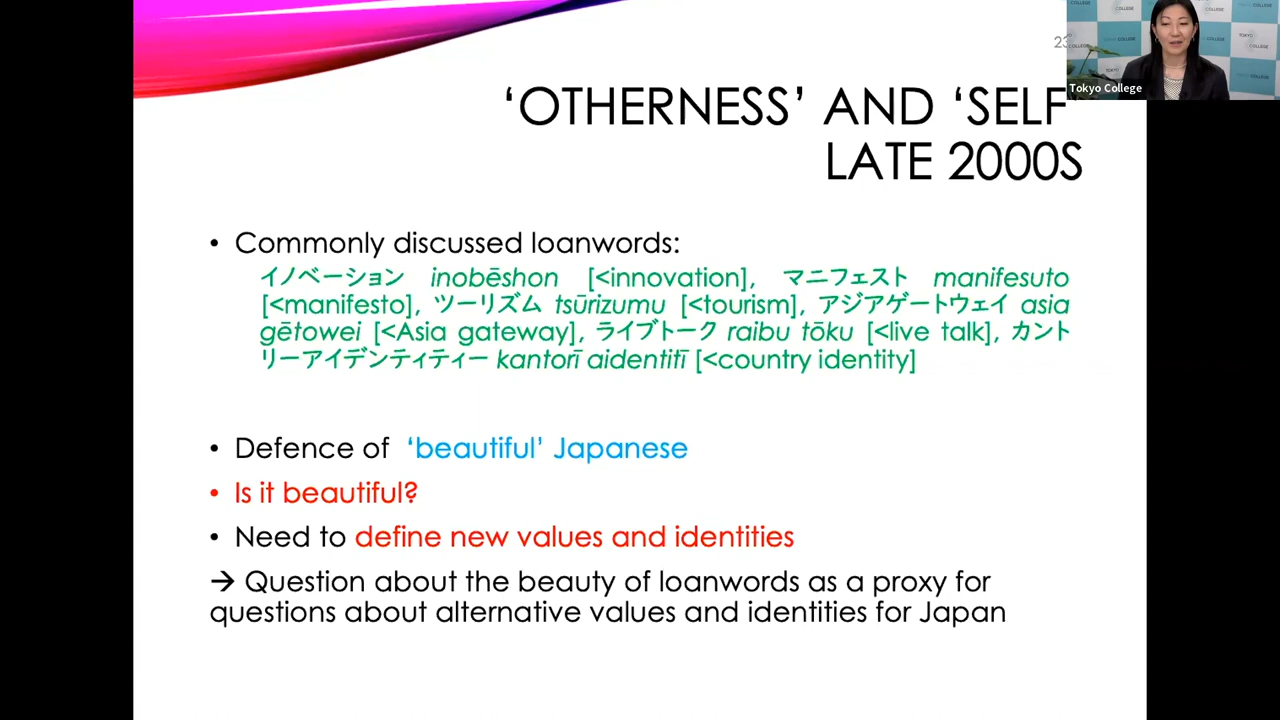 23
TOKYO COLLEGE
Tokyo College
‘OTHERNESS’ AND ‘SELF’
LATE 2000S
• Commonly discussed loanwords:
イノベーション inobēshon [<innovation], マニフェスト manifesuto
[<manifesto], ツーリズム tsūrizumu [<tourism], アジアゲートウェイ asia
gētowei [<Asia gateway], ライブトーク raibu tōku [<live talk], カント
リーアイデンティティー kantorī aidentitī [<country identity]
• Defence of ‘beautiful’ Japanese
• Is it beautiful?
• Need to define new values and identities
→ Question about the beauty of loanwords as a proxy for
questions about alternative values and identities for Japan